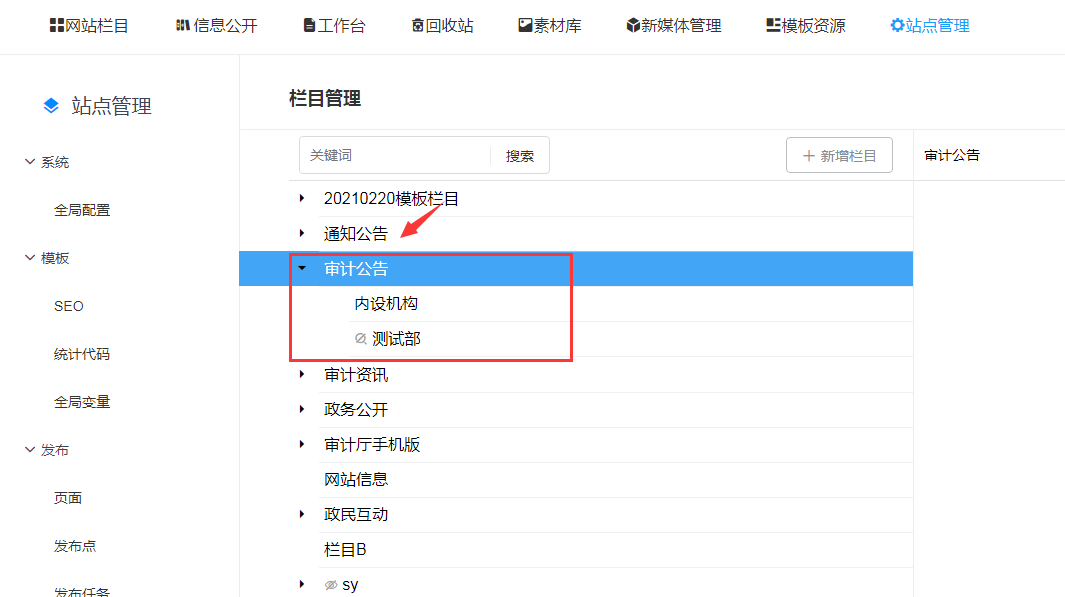 网站栏目 信息公开 工作台 回收站 素材库 新媒体管理 模板资源 站点管理
站点管理
系统
全局配置
模板
SEO
统计代码
全局变量
发布
页面
发布点
发布任务
栏目管理
关键词 搜索 新增栏目 审计公告
20210220模板栏目
通知公告
审计公告
内设机构
测试部
审计资讯
政务公开
审计厅手机版
网站信息
政民互动
栏目B
sy